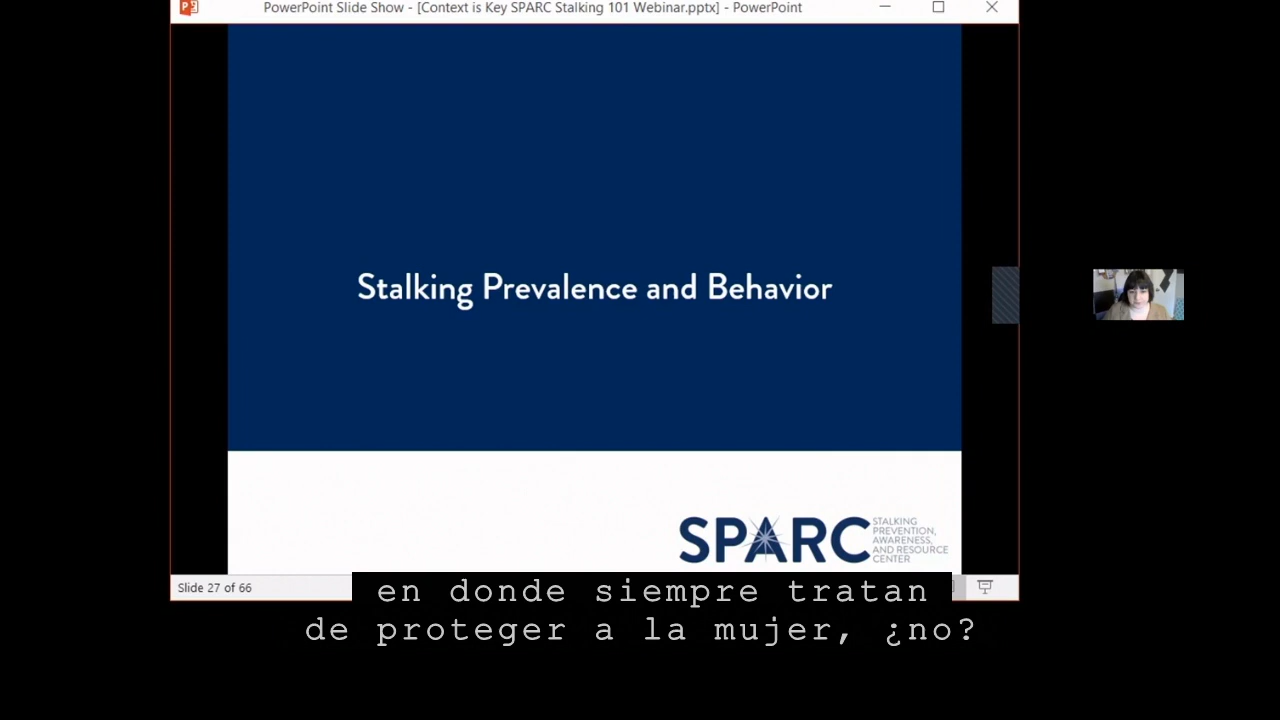 PowerPoint Slide Show - [Context is Key SPARC Stalking 101 Webinar.pptx] - PowerPoint
Stalking Prevalence and Behavior
SPARC
STALKING
PREVENTION,
AWARENESS,
AND RESOURCE
CENTER
Slide 27 of 66
en donde siempre tratan
de proteger a la mujer, ¿no?